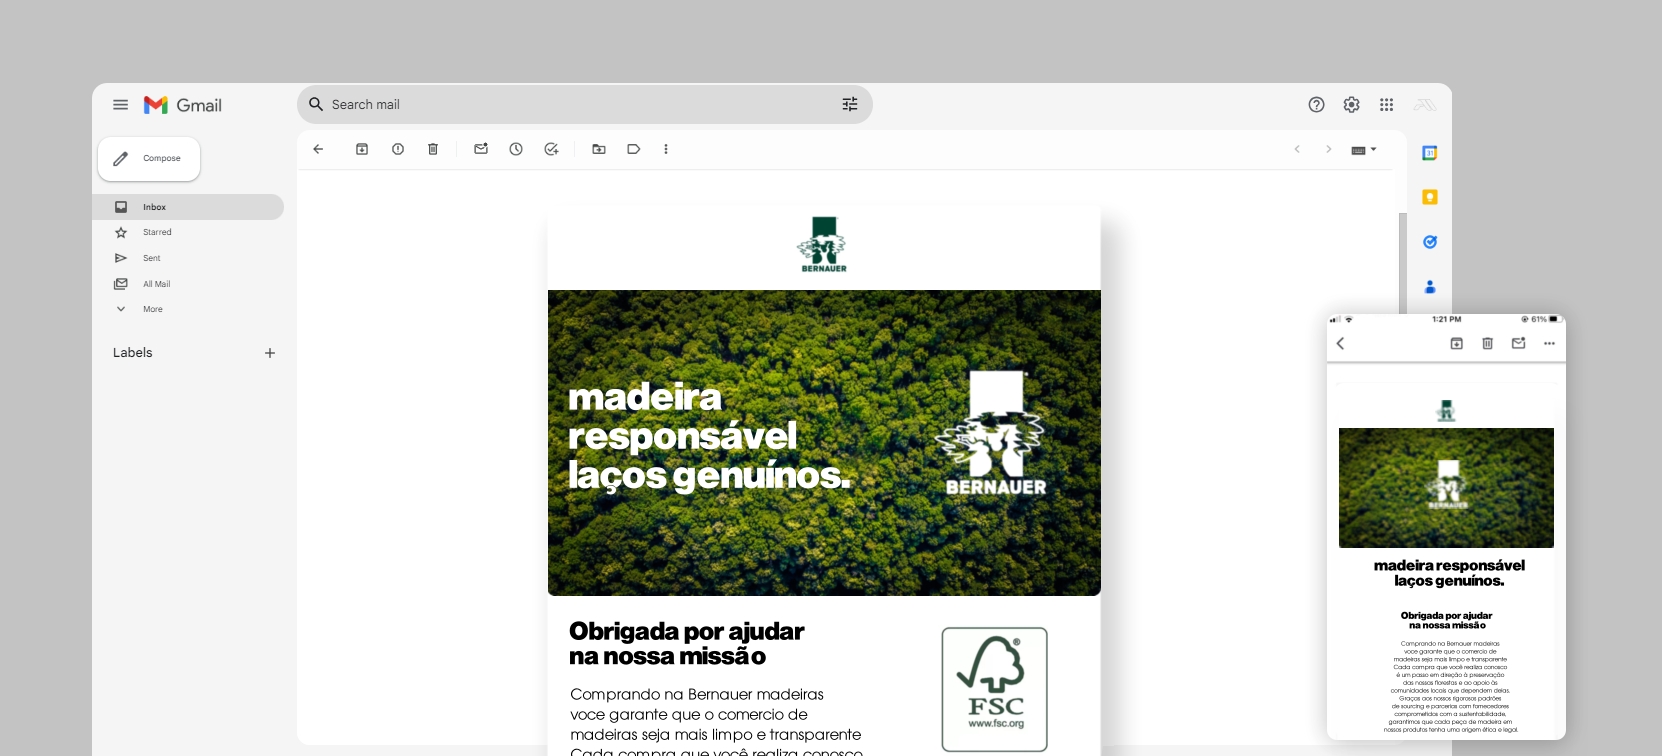 Gmail
Search mail
Compose
Inbox
Starred
Sent
All Mail
More
Labels
31
BERNAUER
madeira
responsável
laços genuínos.
BERNAUER
Obrigada por ajudar
na nossa missão
Comprando na Bernauer madeiras
voce garante que o comercio de
madeiras seja mais limpo e transparente
Cada compra que você realiza conosco
®
FSC
www.fsc.org
1:21 PM
61%
BERNAUER
madeira responsável
laços genuínos.
Obrigada por ajudar
na nossa missão
Comprando na Bernauer madeiras
voce garante que o comercio de
madeiras seja mais limpo e transparente
Cada compra que você realiza conosco
é um passo em direção à preservação
das nossas florestas e ao apoio às
comunidades locais que dependem delas.
Graças aos nossos rigorosos padrões
de sourcing e parcerias com fornecedores
comprometidos com a sustentabilidade,
garantimos que cada peça de madeira em
nossos produtos tenha uma origem ética e legal.